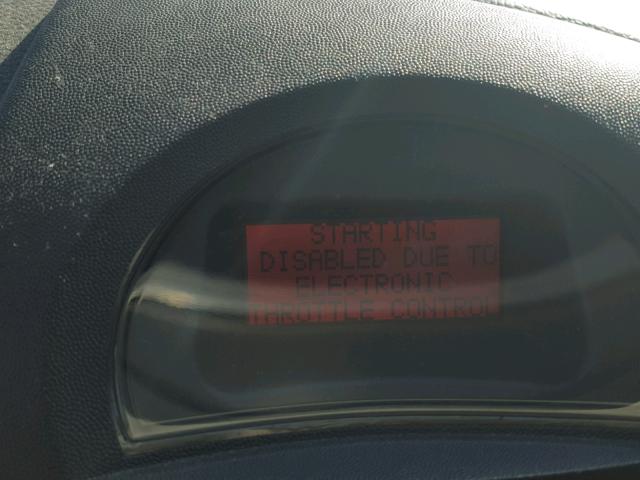 STARTING
DISABLED DUE TO
ELECTRONIC
THROTTLE CONTROL